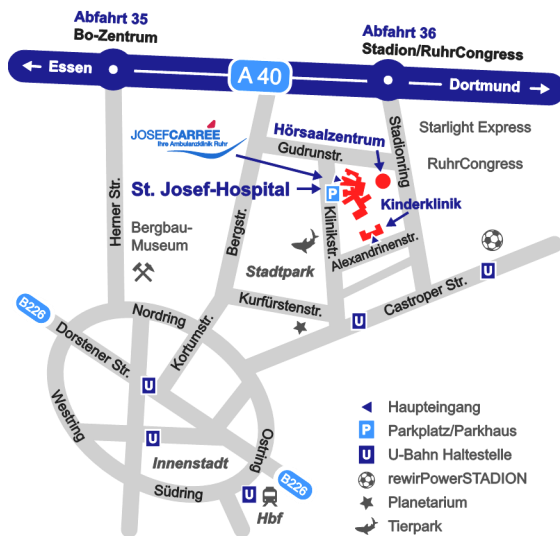 Abfahrt 35
Bo-Zentrum
Abfahrt 36
Stadion/RuhrCongress
Essen
A 40
Dortmund
JOSEFCARRÉE
Ihre Ambulanzklinik Ruhr
Hörsaalzentrum
Gudrunstr.
Stadionring
Starlight Express
RuhrCongress
St. Josef-Hospital
P
Kinderklinik
Herner Str.
Bergbau-
Museum
Bergstr.
Klinikstr.
Stadtpark
Alexandrinenstr.
U
Castroper Str.
Kurfürstenstr.
U
B226
Nordring
Dorstener Str.
Kortumstr.
U
Westring
U
Innenstadt
Ostring
B226
Südring
U
Hbf
Haupteingang
P Parkplatz/Parkhaus
U U-Bahn Haltestelle
rewirPowerSTADION
Planetarium
Tierpark